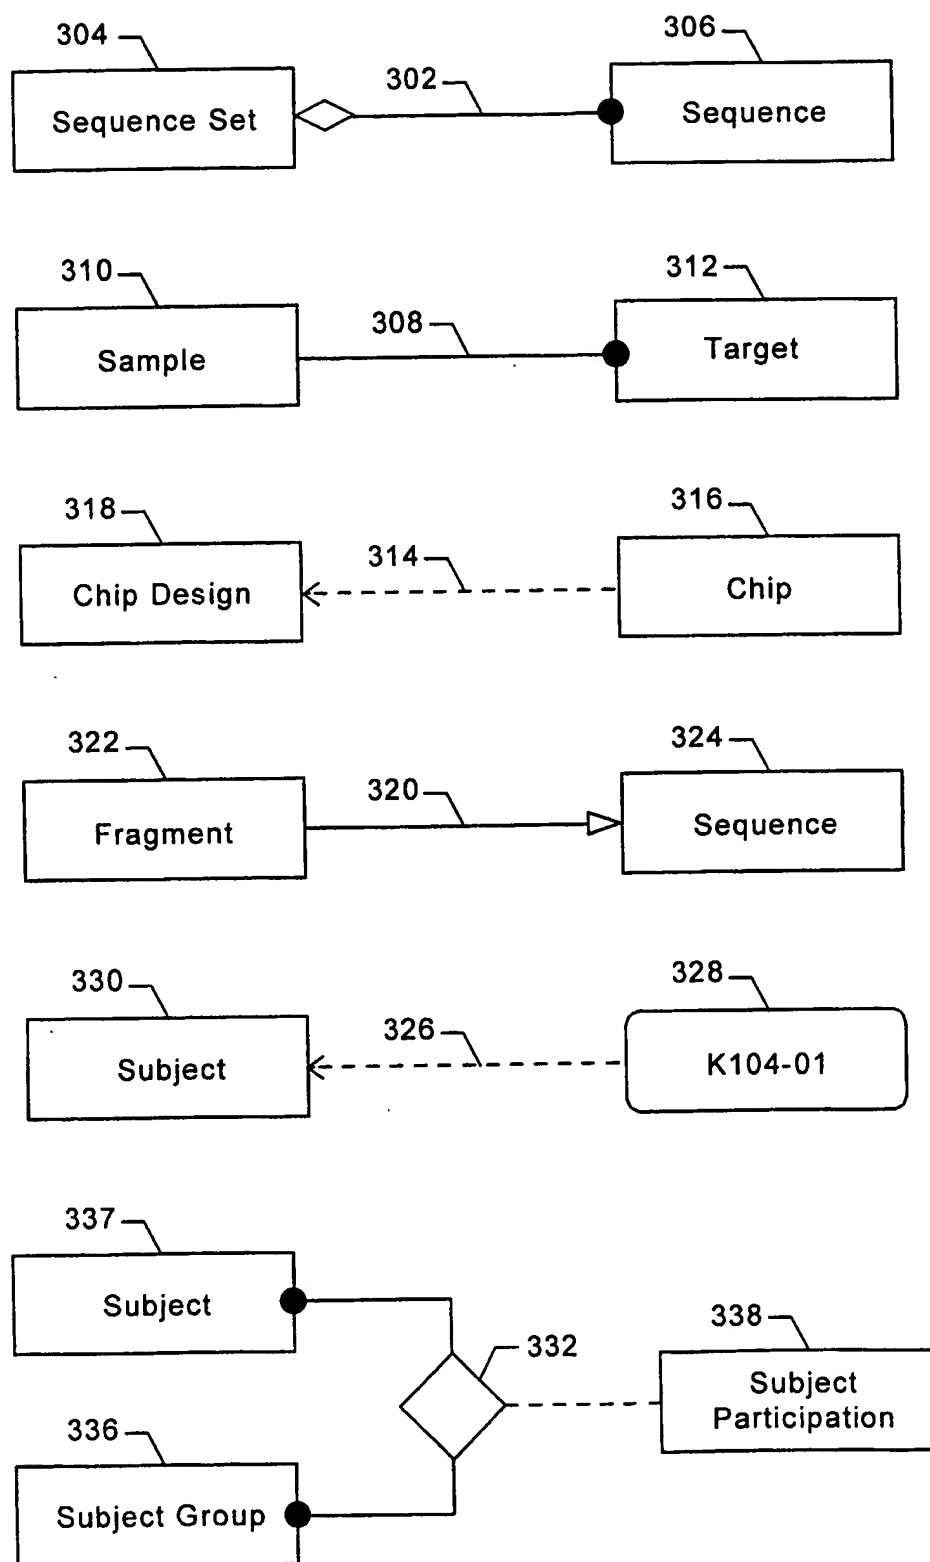 304
302
306
Sequence Set
Sequence
310
308
312
Sample
Target
318
314
316
Chip Design
Chip
322
320
324
Fragment
Sequence
330
326
328
Subject
K104-01
337
Subject
332
338
Subject
Participation
336
Subject Group